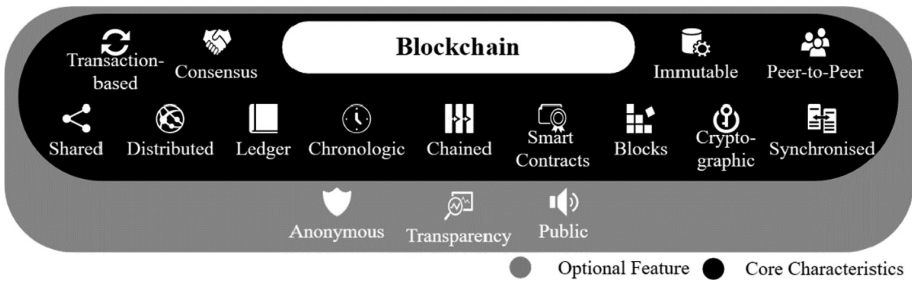 Blockchain
Transaction-
based
Consensus
Immutable
Peer-to-Peer
Shared
Distributed
Ledger
Chronologic
Chained
Smart
Contracts
Blocks
Crypto-
graphic
Synchronised
Anonymous
Transparency
Public
Optional Feature
Core Characteristics